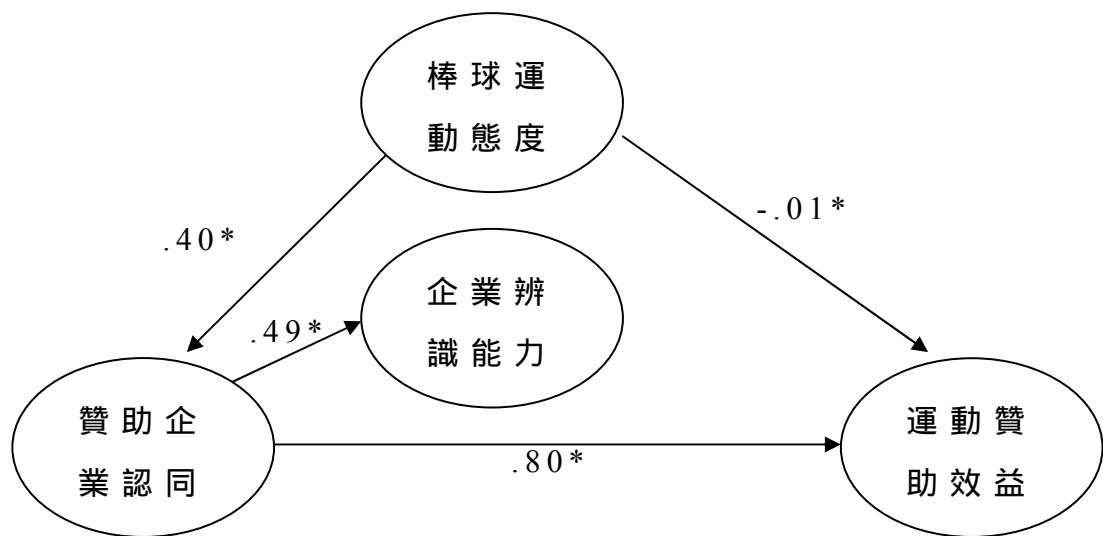 棒球運
動態度
.40*
-.01*
企業辨
識能力
.49*
贊助企
業認同
.80*
運動贊
助效益